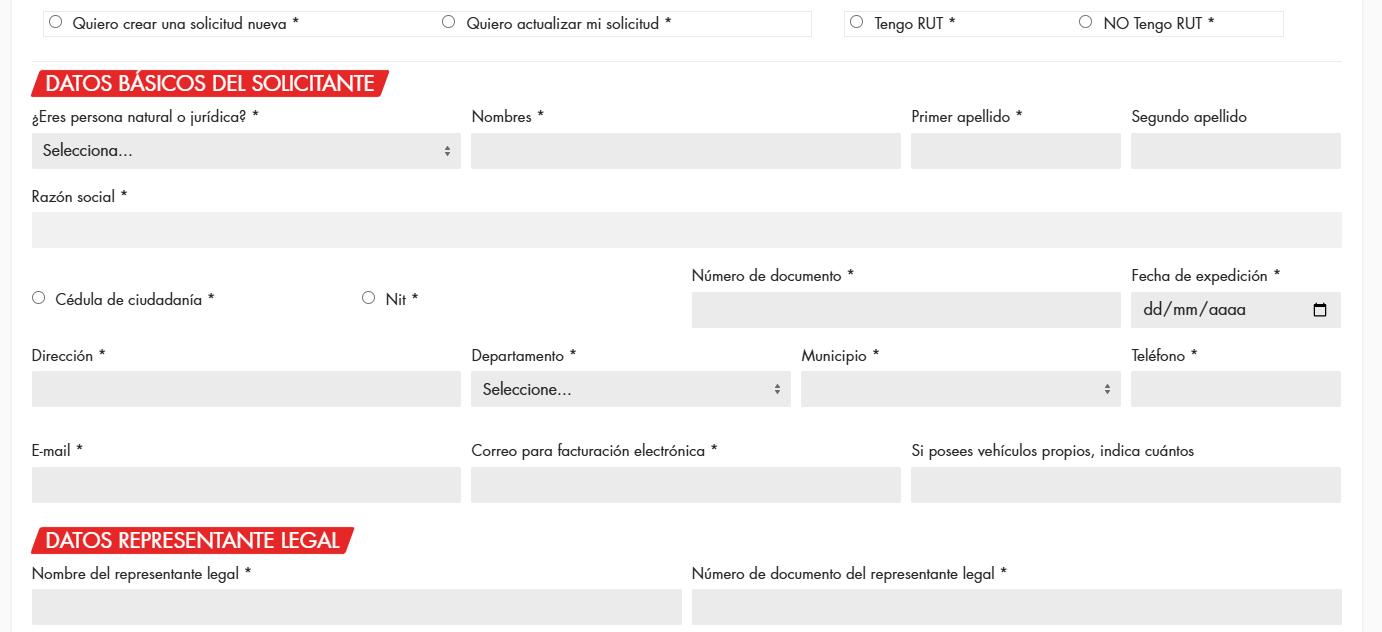 Quiero crear una solicitud nueva * Quiero actualizar mi solicitud * Tengo RUT * NO Tengo RUT *
DATOS BÁSICOS DEL SOLICITANTE
¿Eres persona natural o jurídica? * Nombres * Primer apellido * Segundo apellido
Selecciona...
Razón social *
Número de documento * Fecha de expedición *
Cédula de ciudadanía * Nit * dd/mm/aaaa
Dirección * Departamento * Municipio * Teléfono *
Seleccione...
E-mail * Correo para facturación electrónica * Si posees vehículos propios, indica cuántos
DATOS REPRESENTANTE LEGAL
Nombre del representante legal * Número de documento del representante legal *